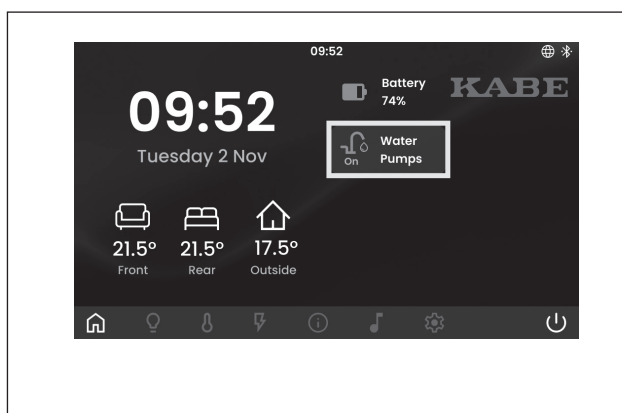 09:52
Battery
74%
KABE
09:52
Tuesday 2 Nov
On
Water
Pumps
21.5° 21.5° 17.5°
Front Rear Outside